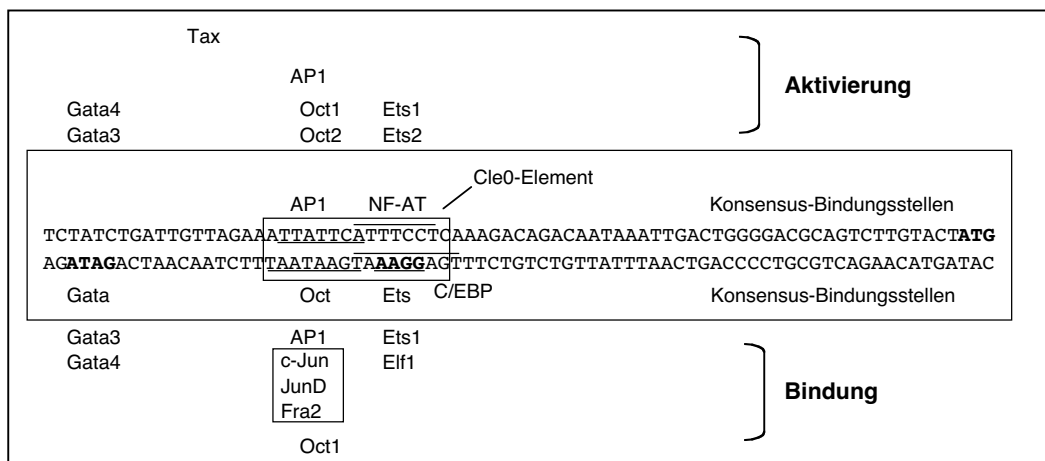 Tax
AP1
Aktivierung
Gata4 Oct1 Ets1
Gata3 Oct2 Ets2
Cle0-Element
AP1 NF-AT Konsensus-Bindungsstellen
TCTATCTGATTGTTAGAAATTATTCATTTCCTCAAAGACAGACAATAAATTGACTGGGGACGCAGTCTTGTACTATG
AGATAGACTAACAATCTTTAATAAGTAAAGGAGTTTCTGTCTGTTATTTAACTGACCCCTGCGTCAGAACATGATAC
Gata Oct Ets C/EBP Konsensus-Bindungsstellen
Gata3 AP1 Ets1
Gata4 c-Jun Elf1
JunD
Bindung
Fra2
Oct1